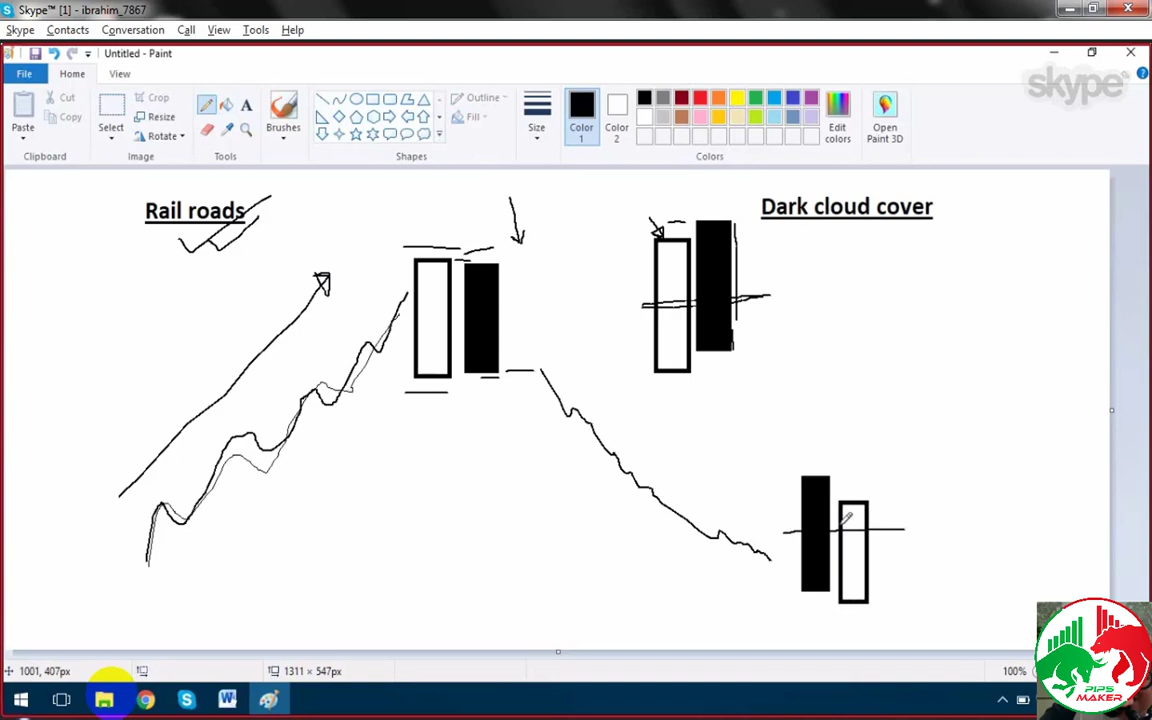 Skype™ [1] - ibrahim_7867
Skype Contacts Conversation Call View Tools Help
Untitled - Paint
File Home View
skype
Paste
Cut
Copy
Clipboard
Select
Crop
Resize
Rotate
Image
A
Tools
Brushes
Shapes
Outline
Fill
Size
Color 1
Color 2
Colors
Edit colors
Open Paint 3D
Rail roads
Dark cloud cover
1001, 407px
1311 × 547px
100%
PIPS
MAKER